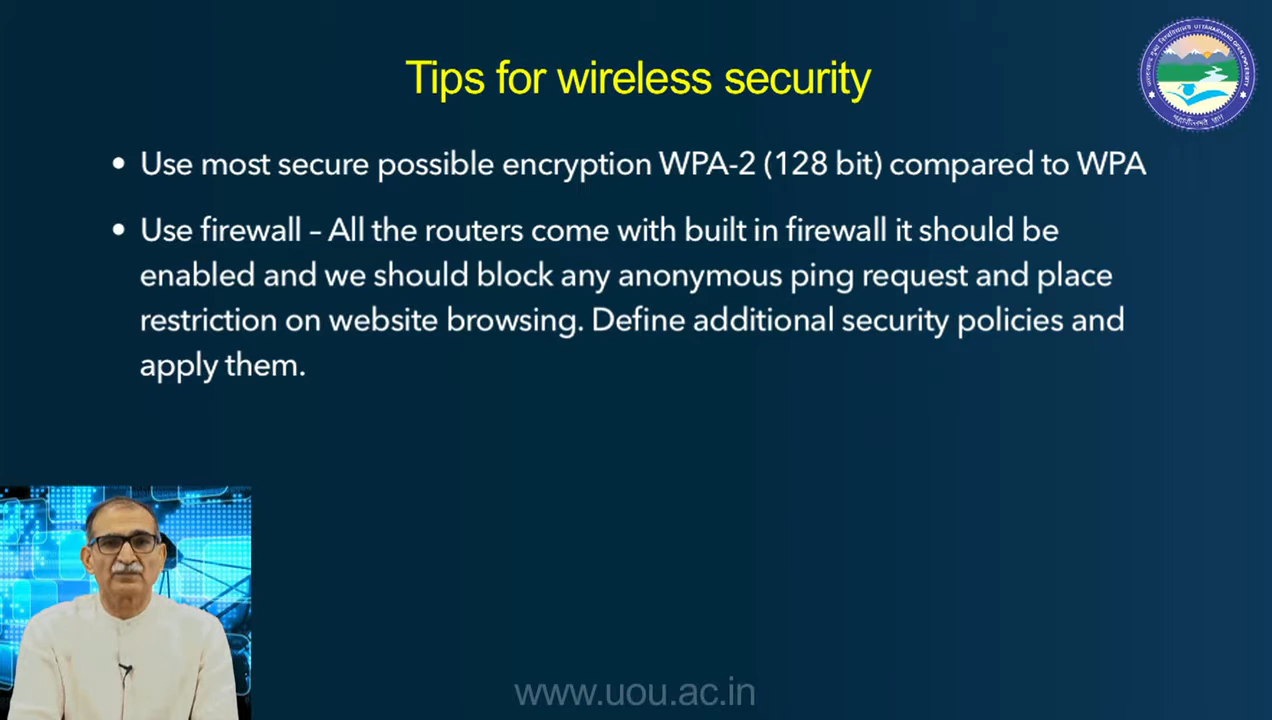 Tips for wireless security
• Use most secure possible encryption WPA-2 (128 bit) compared to WPA
• Use firewall – All the routers come with built in firewall it should be
enabled and we should block any anonymous ping request and place
restriction on website browsing. Define additional security policies and
apply them.
www.uou.ac.in